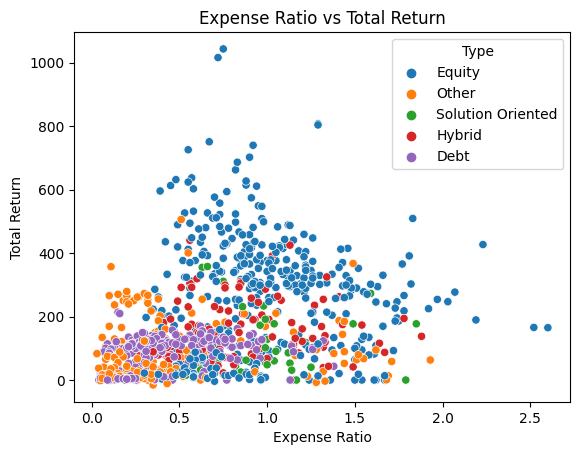 Expense Ratio vs Total Return
Type
Equity
Other
Solution Oriented
Hybrid
Debt
Total Return
1000
800
600
400
200
0
0.0 0.5 1.0 1.5 2.0 2.5
Expense Ratio